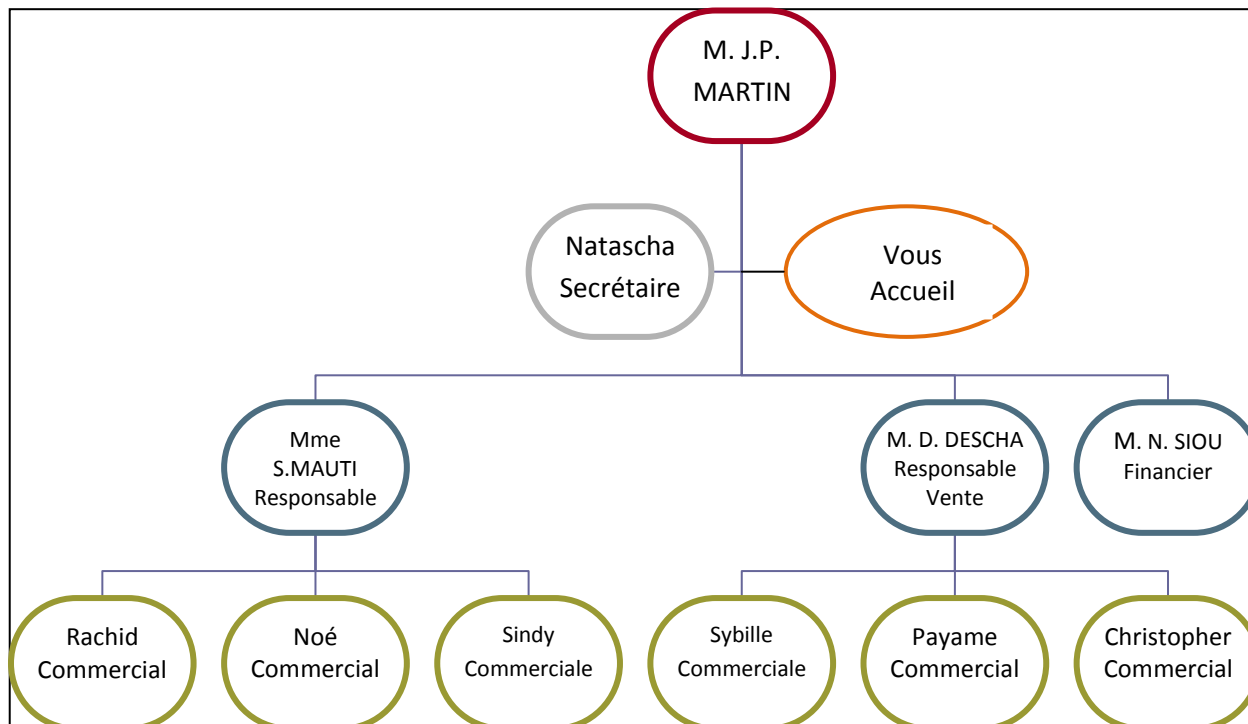 M. J.P.
MARTIN
Natascha
Secrétaire
Vous
Accueil
Mme
S.MAUTI
Responsable
M. D. DESCHA
Responsable
Vente
M. N. SIOU
Financier
Rachid
Commercial
Noé
Commercial
Sindy
Commerciale
Sybille
Commerciale
Payame
Commercial
Christopher
Commercial